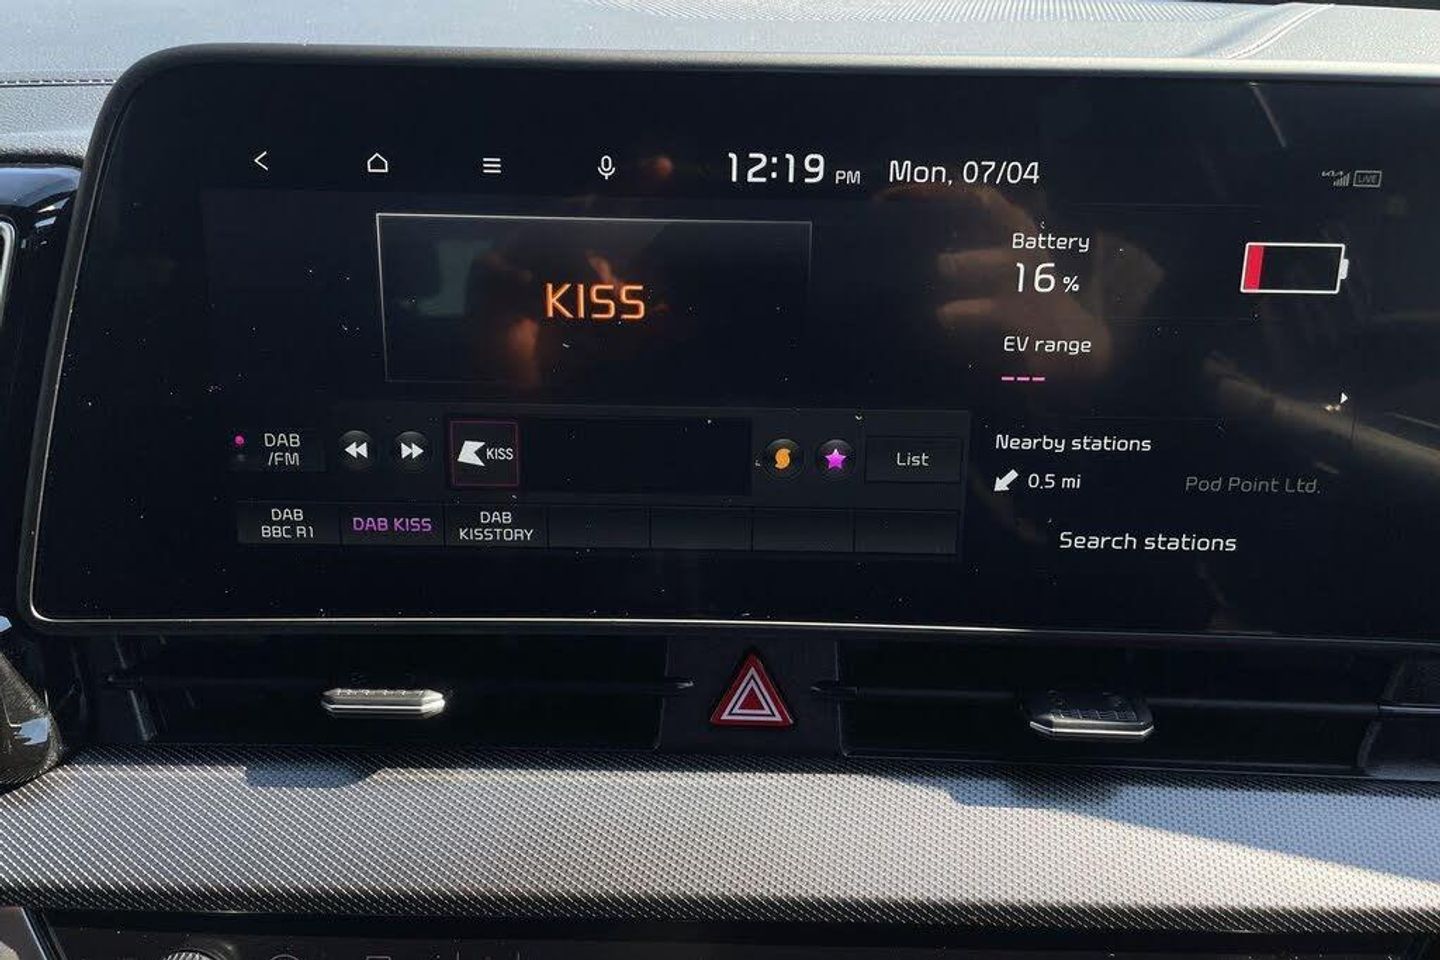 12:19 PM Mon, 07/04
LIVE
KISS
Battery
16 %
EV range
---
DAB
/FM
KISS
List
DAB
BBC R1
DAB KISS
DAB
KISSTORY
Nearby stations
0.5 mi
Pod Point Ltd.
Search stations